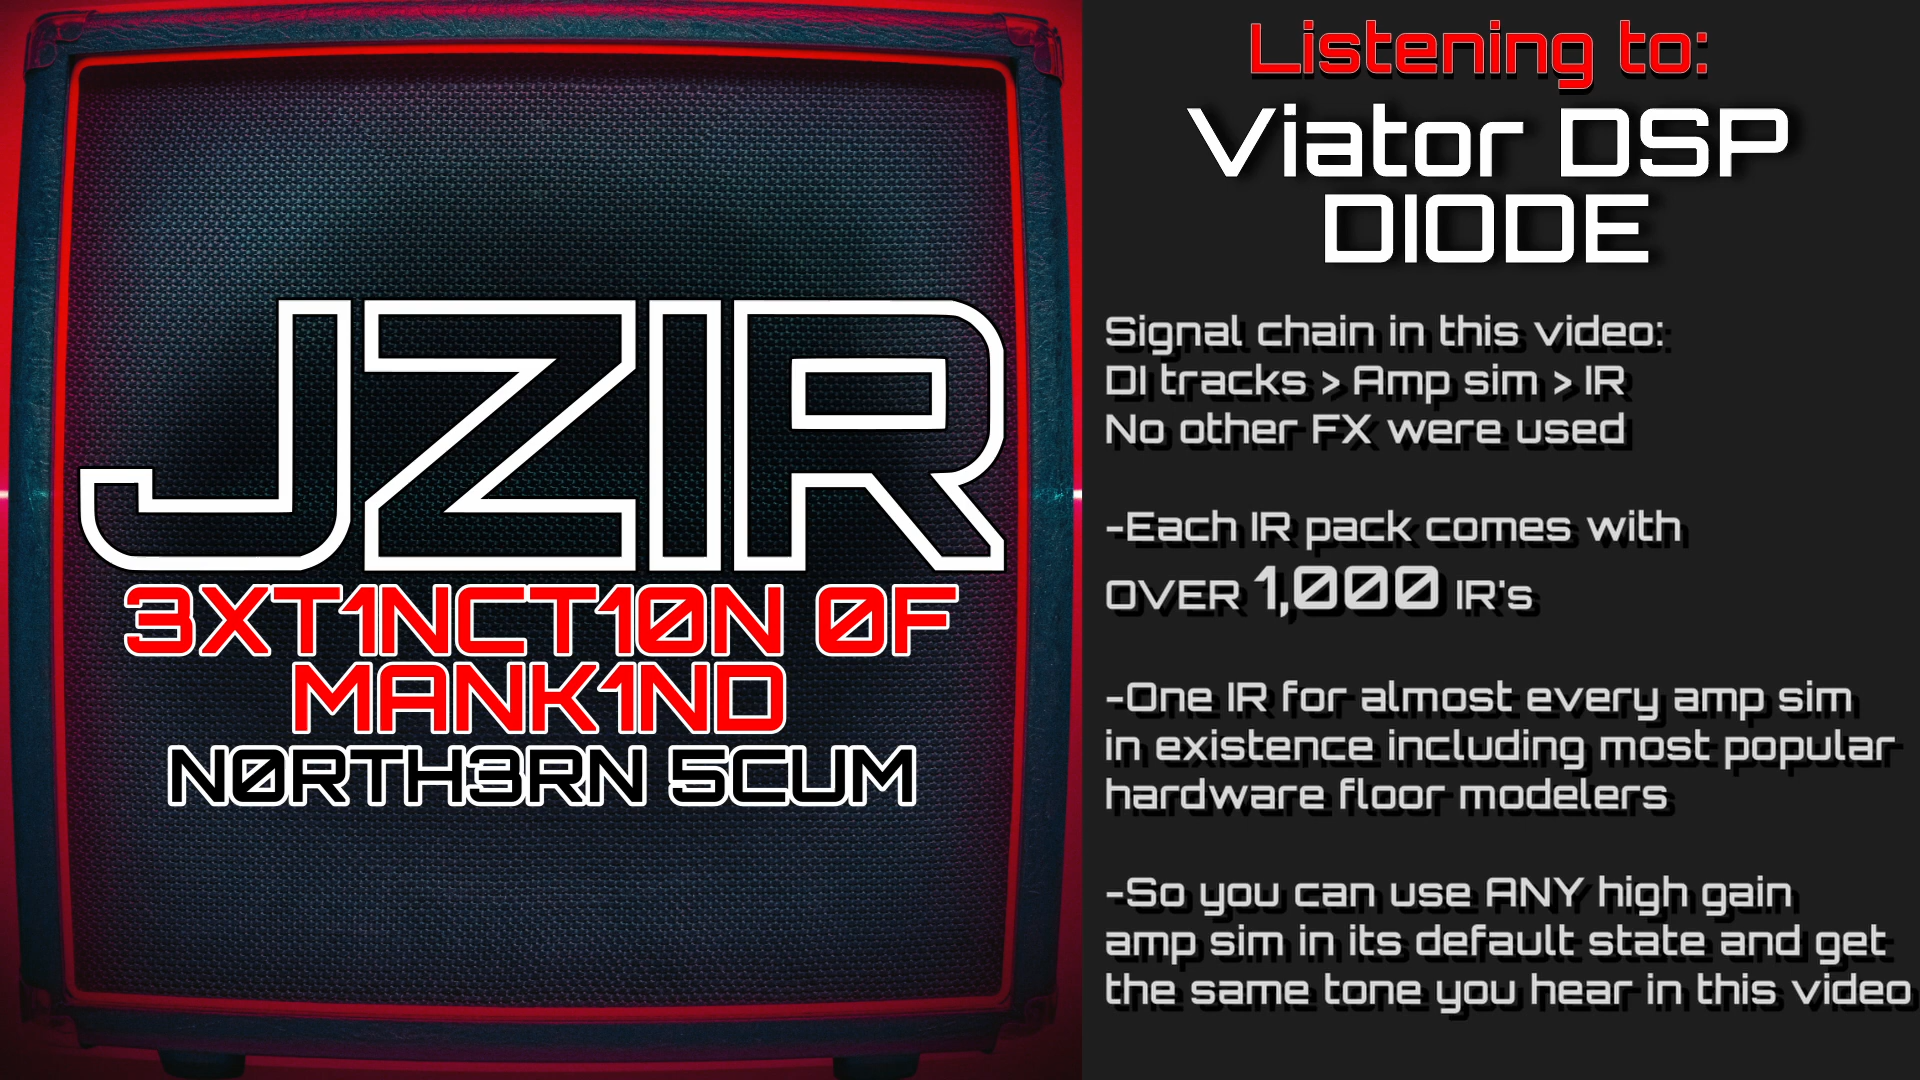 JZIR
3XT1NCT10N 0F
MANK1ND
N0RTH3RN 5CUM
Listening to:
Viator DSP
DIODE
Signal chain in this video:
DI tracks > Amp sim > IR
No other FX were used
-Each IR pack comes with
OVER 1,000 IR's
-One IR for almost every amp sim
in existence including most popular
hardware floor modelers
-So you can use ANY high gain
amp sim in its default state and get
the same tone you hear in this video